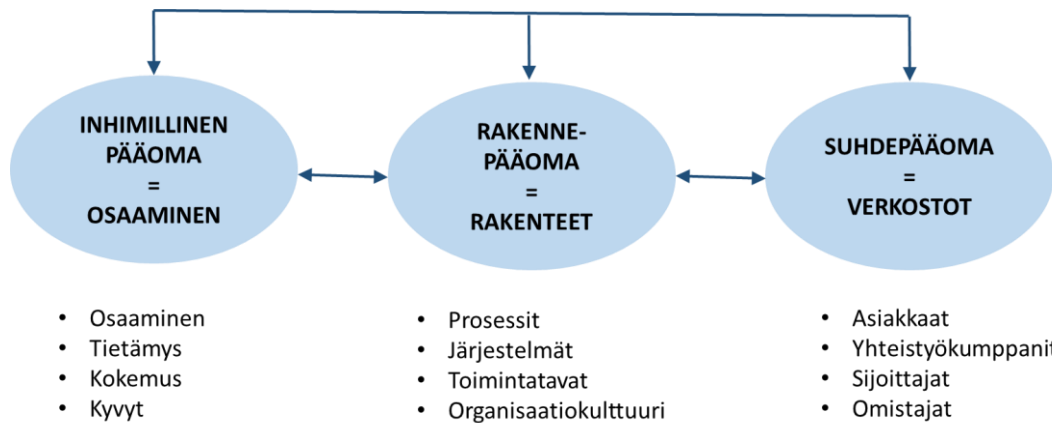 INHIMILLINEN
PÄÄOMA
=
OSAAMINEN
RAKENNE-
PÄÄOMA
=
RAKENTEET
SUHDEPÄÄOMA
=
VERKOSTOT
• Osaaminen
• Tietämys
• Kokemus
• Kyvyt
• Prosessit
• Järjestelmät
• Toimintatavat
• Organisaatiokulttuuri
• Asiakkaat
• Yhteistyökumppanit
• Sijoittajat
• Omistajat